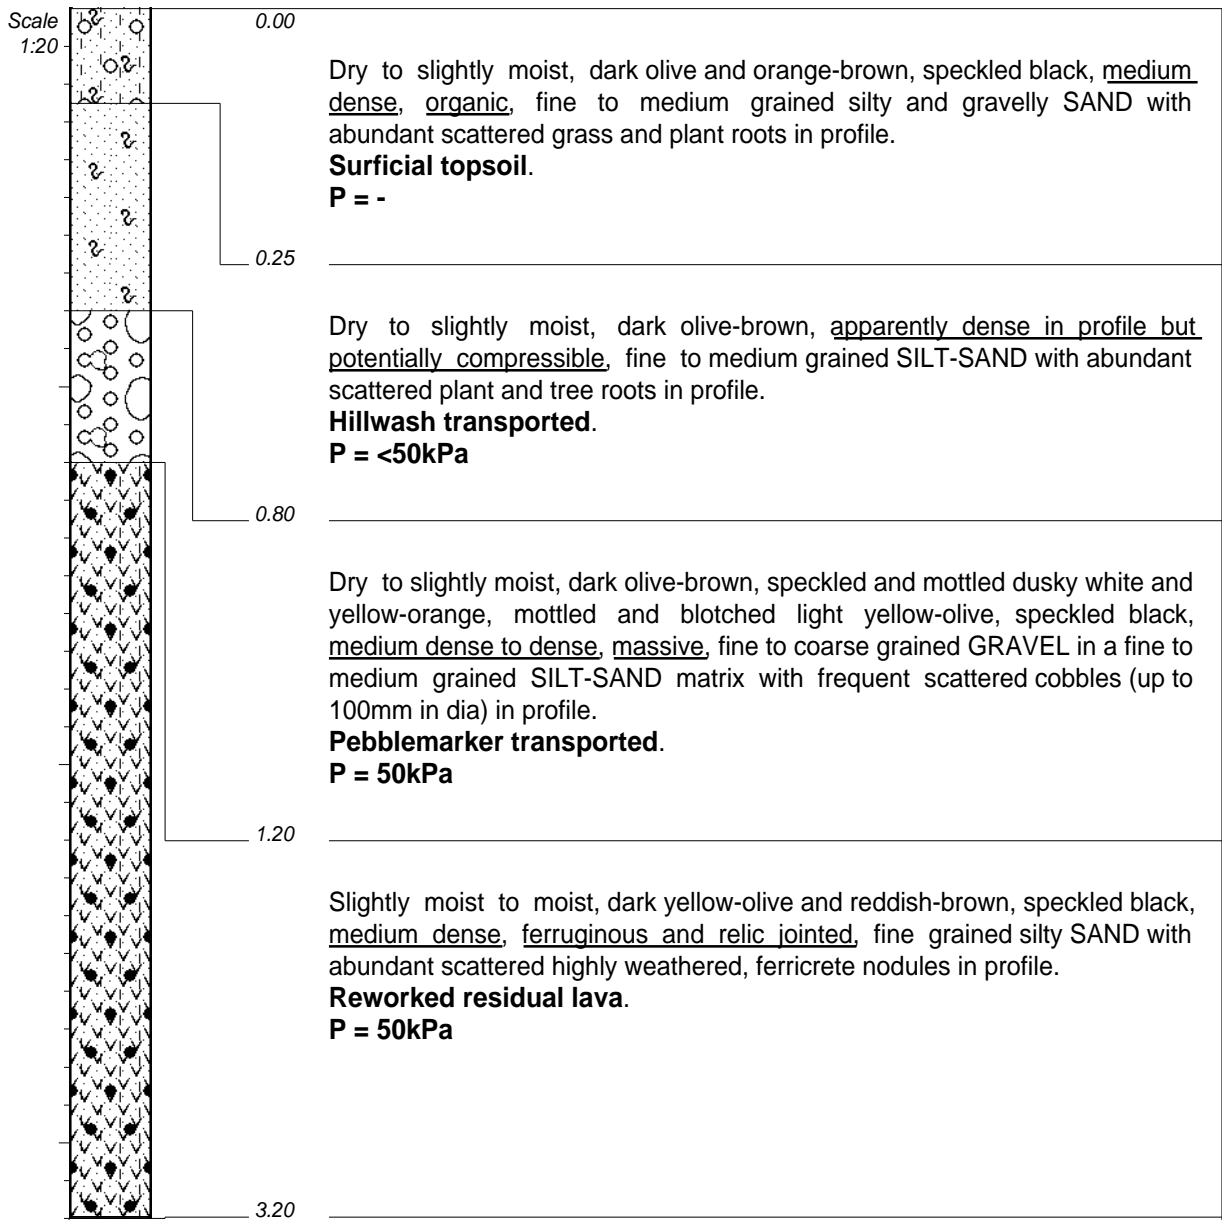 Scale
1:20
0.00
Dry to slightly moist, dark olive and orange-brown, speckled black, medium
dense, organic, fine to medium grained silty and gravelly SAND with
abundant scattered grass and plant roots in profile.
Surficial topsoil.
P = -
0.25
Dry to slightly moist, dark olive-brown, apparently dense in profile but
potentially compressible, fine to medium grained SILT-SAND with abundant
scattered plant and tree roots in profile.
Hillwash transported.
P = <50kPa
0.80
Dry to slightly moist, dark olive-brown, speckled and mottled dusky white and
yellow-orange, mottled and blotched light yellow-olive, speckled black,
medium dense to dense, massive, fine to coarse grained GRAVEL in a fine to
medium grained SILT-SAND matrix with frequent scattered cobbles (up to
100mm in dia) in profile.
Pebblemarker transported.
P = 50kPa
1.20
Slightly moist to moist, dark yellow-olive and reddish-brown, speckled black,
medium dense, ferruginous and relic jointed, fine grained silty SAND with
abundant scattered highly weathered, ferricrete nodules in profile.
Reworked residual lava.
P = 50kPa
3.20